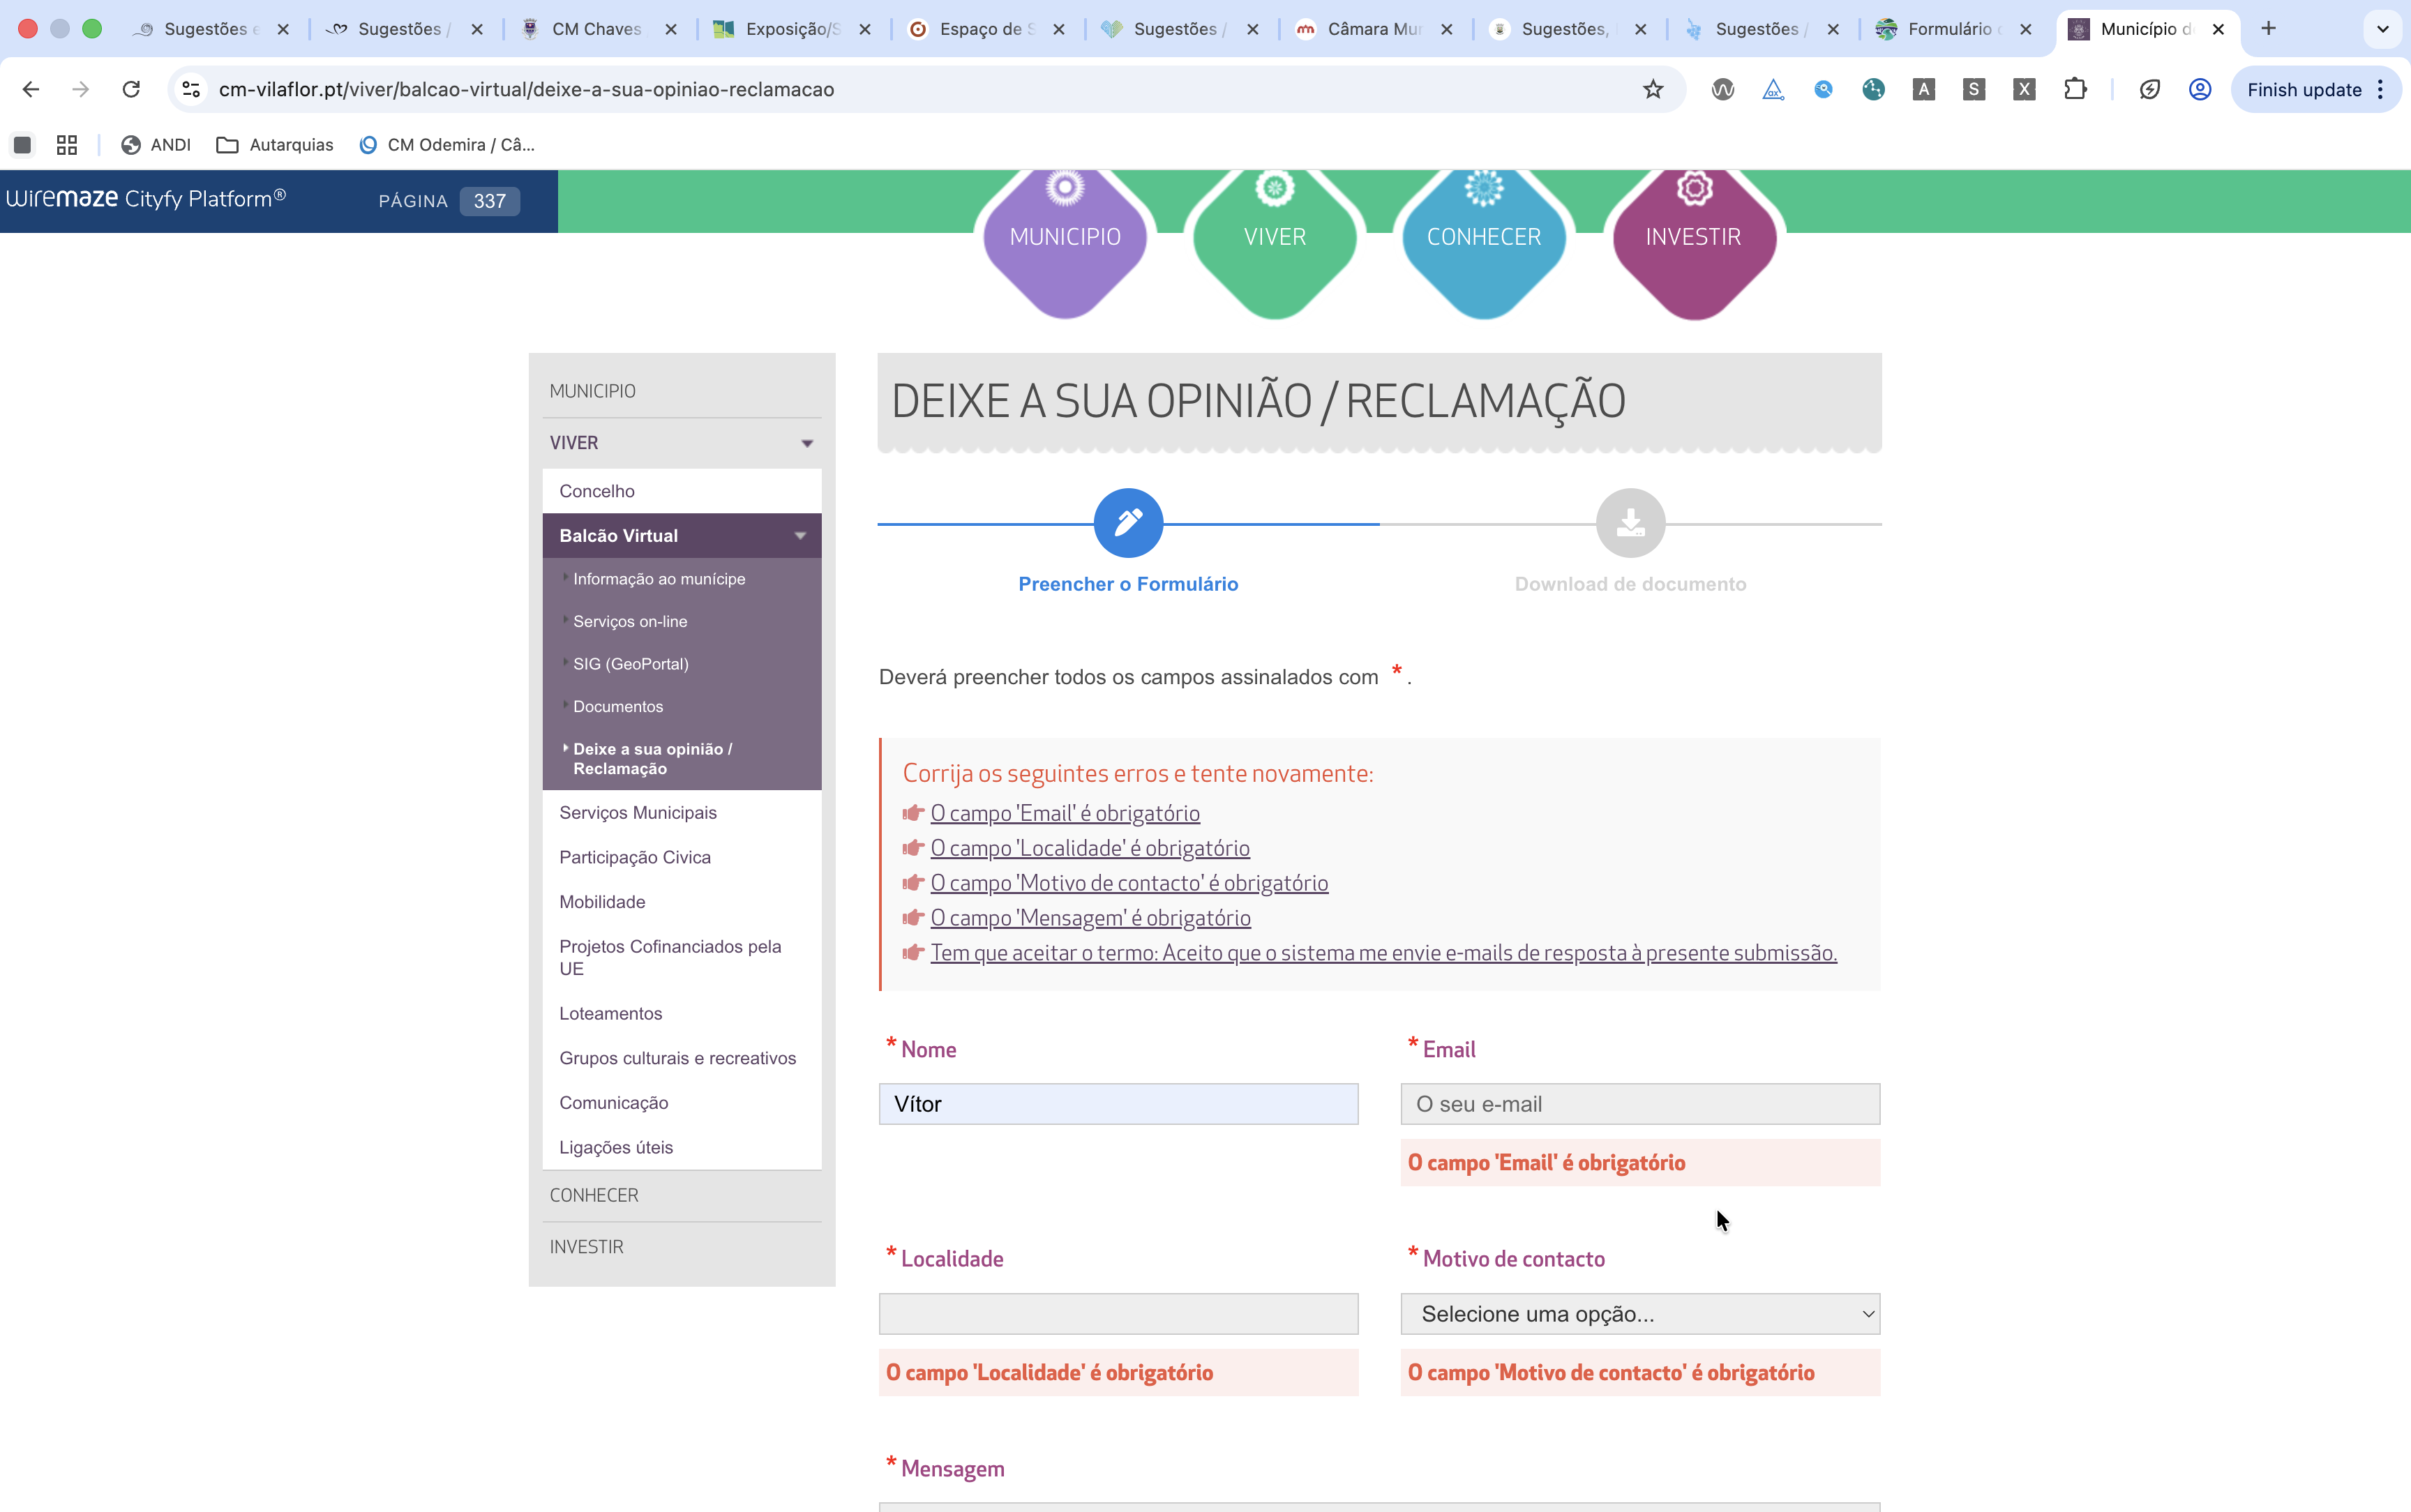 Sugestões e
Sugestões /
CM Chaves
Exposição/S
Espaço de S
Sugestões /
Câmara Mun
Sugestões,
Sugestões /
Formulário d
Município de
cm-vilaflor.pt/viver/balcao-virtual/deixe-a-sua-opiniao-reclamacao
ax
A
S
X
Finish update
ANDI
Autarquias
CM Odemira / Câ...
wiremaze Cityfy Platform®
PÁGINA 337
MUNICIPIO
VIVER
CONHECER
INVESTIR
MUNICIPIO
VIVER
Concelho
Balcão Virtual
Informação ao munícipe
Serviços on-line
SIG (GeoPortal)
Documentos
Deixe a sua opinião /
Reclamação
Serviços Municipais
Participação Civica
Mobilidade
Projetos Cofinanciados pela
UE
Loteamentos
Grupos culturais e recreativos
Comunicação
Ligações úteis
CONHECER
INVESTIR
DEIXE A SUA OPINIÃO / RECLAMAÇÃO
Preencher o Formulário
Download de documento
Deverá preencher todos os campos assinalados com * .
Corrija os seguintes erros e tente novamente:
O campo 'Email' é obrigatório
O campo 'Localidade' é obrigatório
O campo 'Motivo de contacto' é obrigatório
O campo 'Mensagem' é obrigatório
Tem que aceitar o termo: Aceito que o sistema me envie e-mails de resposta à presente submissão.
* Nome
Vítor
* Email
O seu e-mail
O campo 'Email' é obrigatório
* Localidade
O campo 'Localidade' é obrigatório
* Motivo de contacto
Selecione uma opção...
O campo 'Motivo de contacto' é obrigatório
* Mensagem